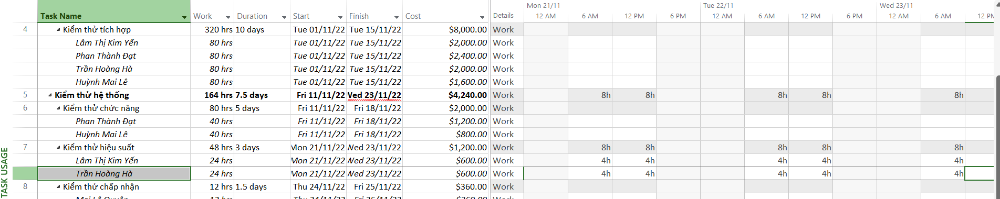 Mon 21/11 Tue 22/11 Wed 23/11
Task Name Work Duration Start Finish Cost Details 12 AM 6 AM 12 PM 6 PM 12 AM 6 AM 12 PM 6 PM 12 AM 6 AM 12 PM
4 Kiểm thử tích hợp 320 hrs 10 days Tue 01/11/22 Tue 15/11/22 $8,000.00 Work
Lâm Thị Kim Yến 80 hrs Tue 01/11/22 Tue 15/11/22 $2,000.00 Work
Phan Thành Đạt 80 hrs Tue 01/11/22 Tue 15/11/22 $2,400.00 Work
Trần Hoàng Hà 80 hrs Tue 01/11/22 Tue 15/11/22 $2,000.00 Work
Huỳnh Mai Lê 80 hrs Tue 01/11/22 Tue 15/11/22 $1,600.00 Work
5 Kiểm thử hệ thống 164 hrs 7.5 days Fri 11/11/22 Wed 23/11/22 $4,240.00 Work 8h 8h 8h 8h 8h
6 Kiểm thử chức năng 80 hrs 5 days Fri 11/11/22 Fri 18/11/22 $2,000.00 Work
Phan Thành Đạt 40 hrs Fri 11/11/22 Fri 18/11/22 $1,200.00 Work
Huỳnh Mai Lê 40 hrs Fri 11/11/22 Fri 18/11/22 $800.00 Work
7 Kiểm thử hiệu suất 48 hrs 3 days Mon 21/11/22 Wed 23/11/22 $1,200.00 Work 8h 8h 8h 8h 8h
Lâm Thị Kim Yến 24 hrs Mon 21/11/22 Wed 23/11/22 $600.00 Work 4h 4h 4h 4h 4h
Trần Hoàng Hà 24 hrs Mon 21/11/22 Wed 23/11/22 $600.00 Work 4h 4h 4h 4h 4h
8 Kiểm thử chấp nhận 12 hrs 1.5 days Thu 24/11/22 Fri 25/11/22 $360.00 Work
TASK USAGE